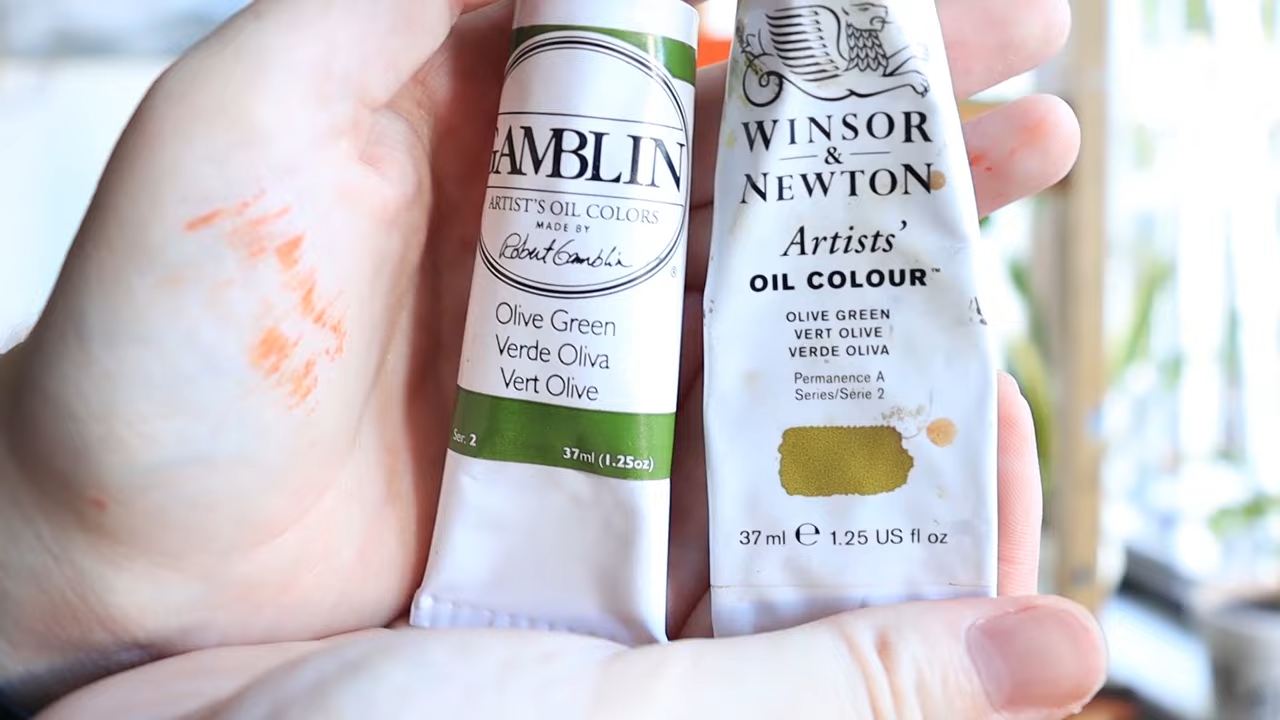 GAMBLIN
ARTIST'S OIL COLORS
MADE BY
Robert Gamblin
®
Olive Green
Verde Oliva
Vert Olive
Ser. 2
37ml (1.25oz)
WINSOR
&
NEWTON
Artists'
OIL COLOUR™
OLIVE GREEN
VERT OLIVE
VERDE OLIVA
Permanence A
Series/Série 2
37 ml ℮ 1.25 US fl oz